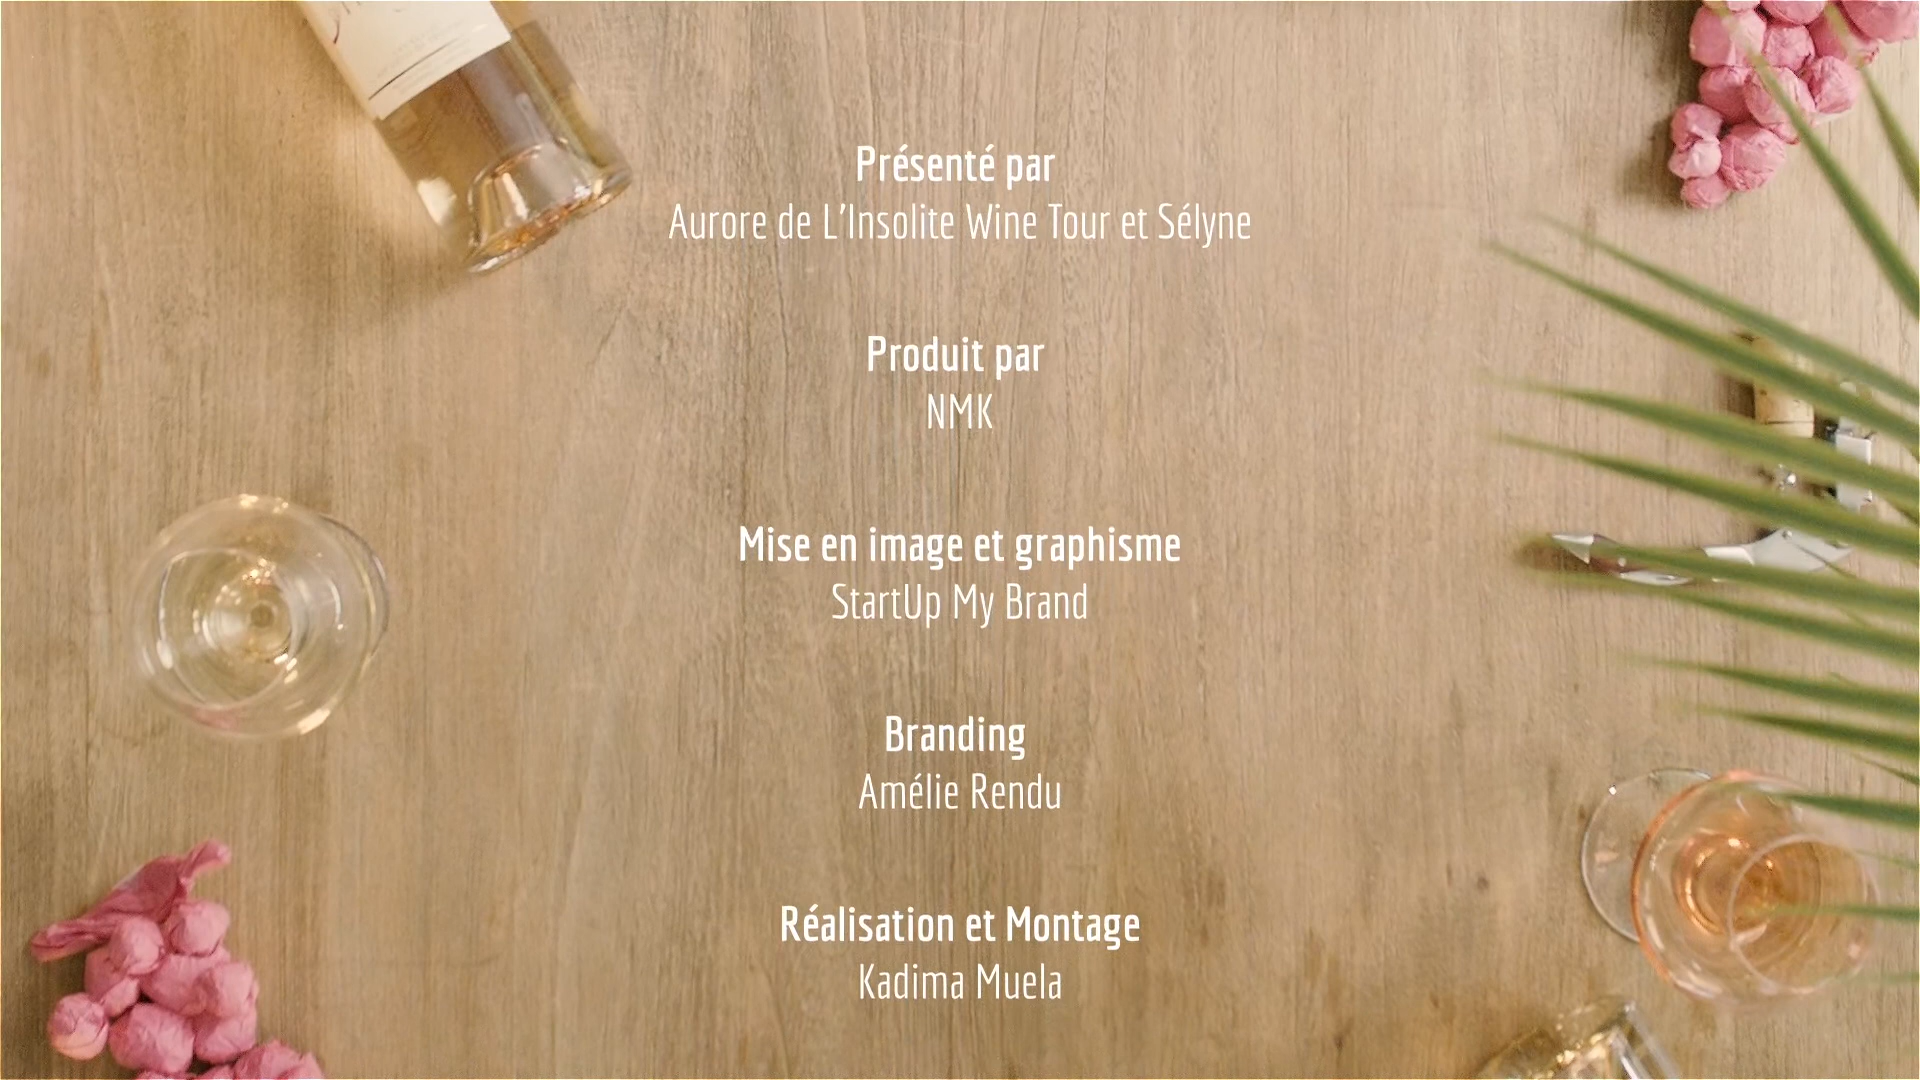 Présenté par
Aurore de L'Insolite Wine Tour et Sélyne
Produit par
NMK
Mise en image et graphisme
StartUp My Brand
Branding
Amélie Rendu
Réalisation et Montage
Kadima Muela